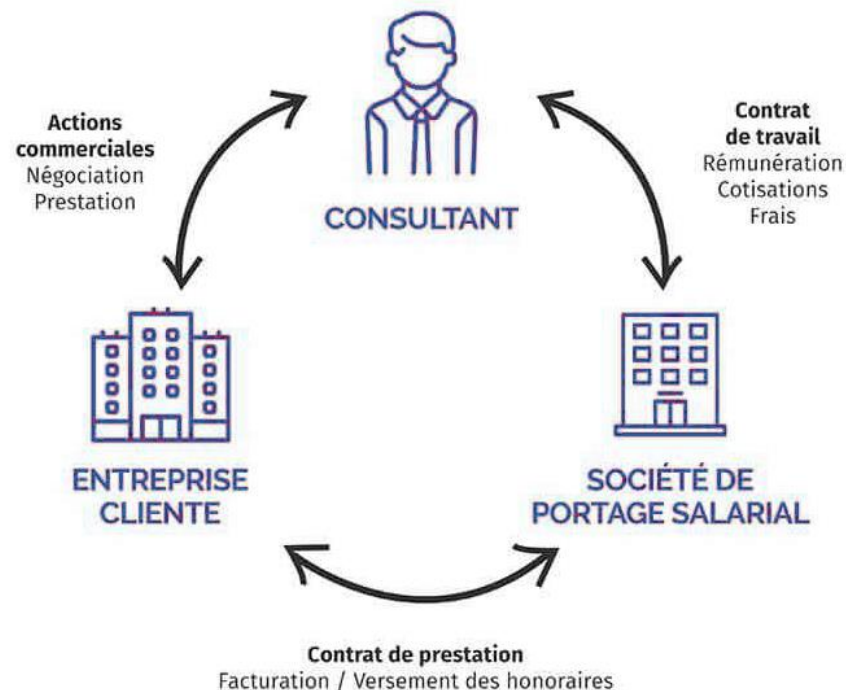 Actions
commerciales
Négociation
Prestation
Contrat
de travail
Rémunération
Cotisations
Frais
CONSULTANT
ENTREPRISE
CLIENTE
SOCIÉTÉ DE
PORTAGE SALARIAL
Contrat de prestation
Facturation / Versement des honoraires